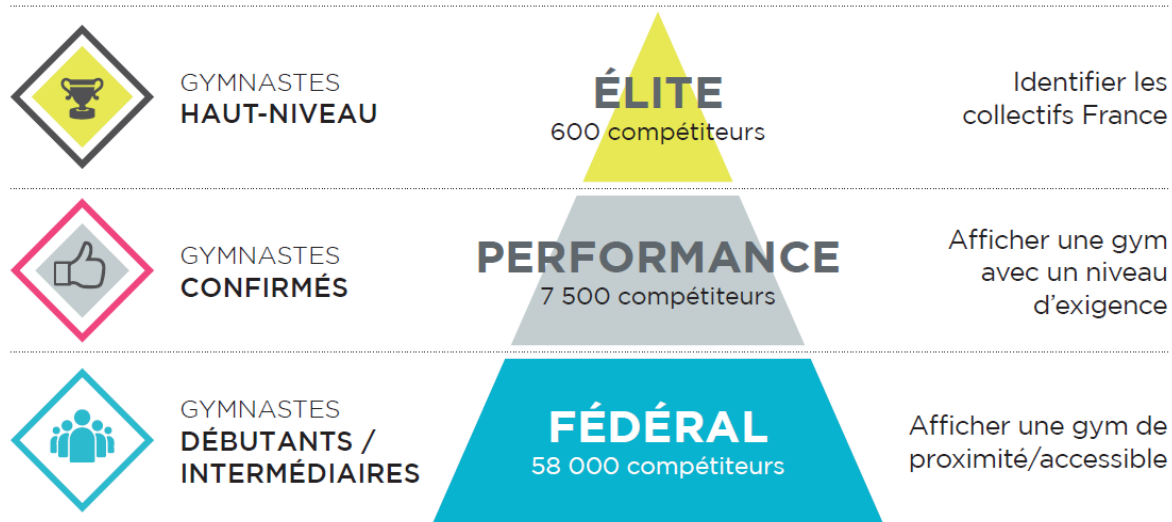 GYMNASTES
HAUT-NIVEAU
ÉLITE
600 compétiteurs
Identifier les
collectifs France
GYMNASTES
CONFIRMÉS
PERFORMANCE
7 500 compétiteurs
Afficher une gym
avec un niveau
d’exigence
GYMNASTES
DÉBUTANTS /
INTERMÉDIAIRES
FÉDÉRAL
58 000 compétiteurs
Afficher une gym de
proximité/accessible